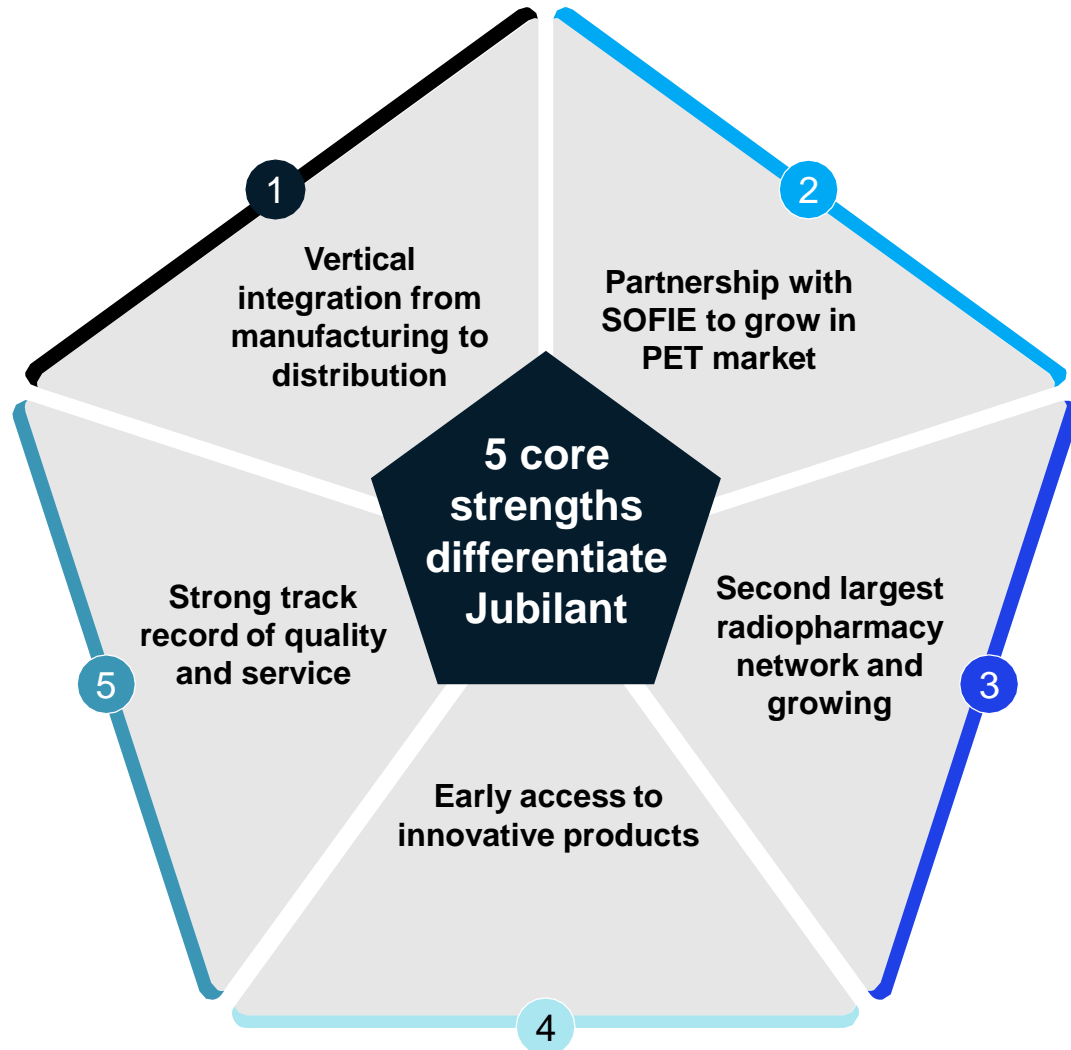 1
Vertical
integration from
manufacturing to
distribution
2
Partnership with
SOFIE to grow in
PET market
5 core
strengths
differentiate
Jubilant
Second largest
radiopharmacy
network and
growing
3
Early access to
innovative products
4
Strong track
record of quality
and service
5